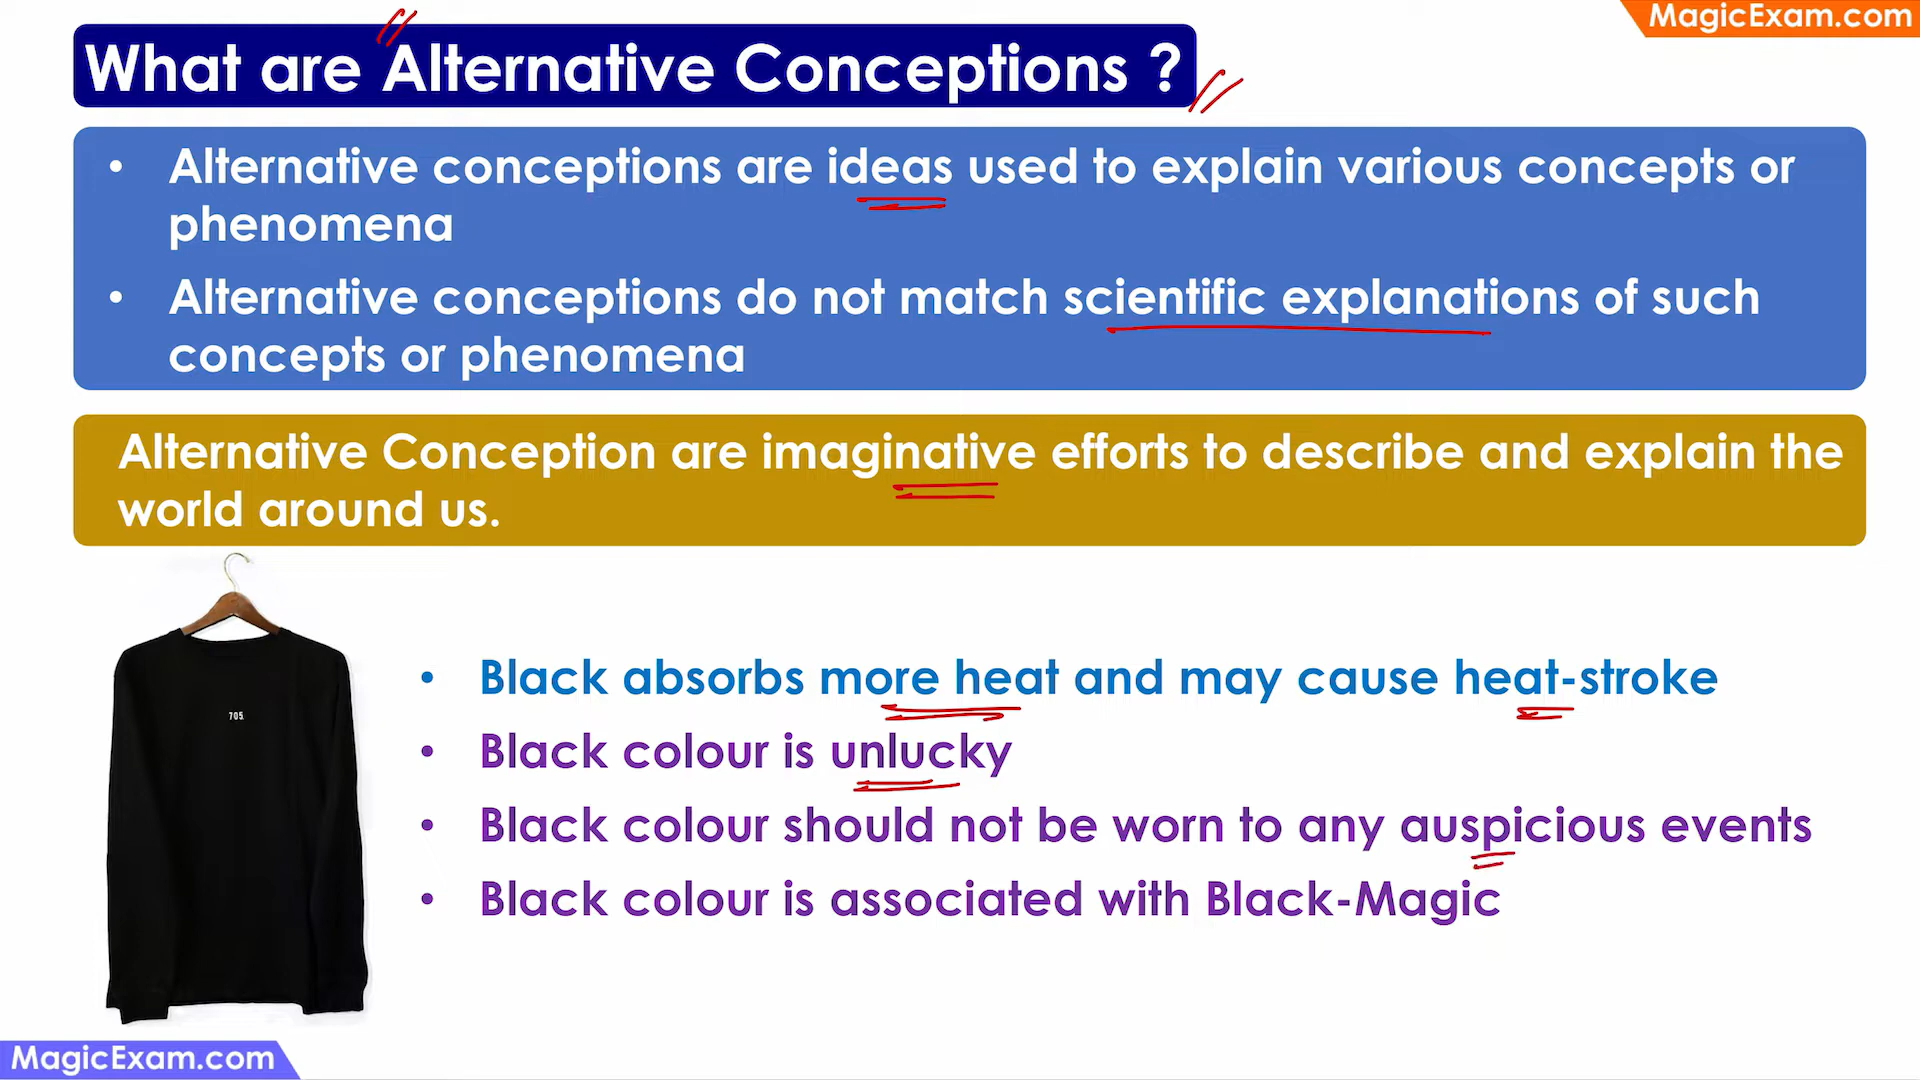 MagicExam.com
What are Alternative Conceptions ?
• Alternative conceptions are ideas used to explain various concepts or
phenomena
• Alternative conceptions do not match scientific explanations of such
concepts or phenomena
Alternative Conception are imaginative efforts to describe and explain the
world around us.
705.
• Black absorbs more heat and may cause heat-stroke
• Black colour is unlucky
• Black colour should not be worn to any auspicious events
• Black colour is associated with Black-Magic
MagicExam.com